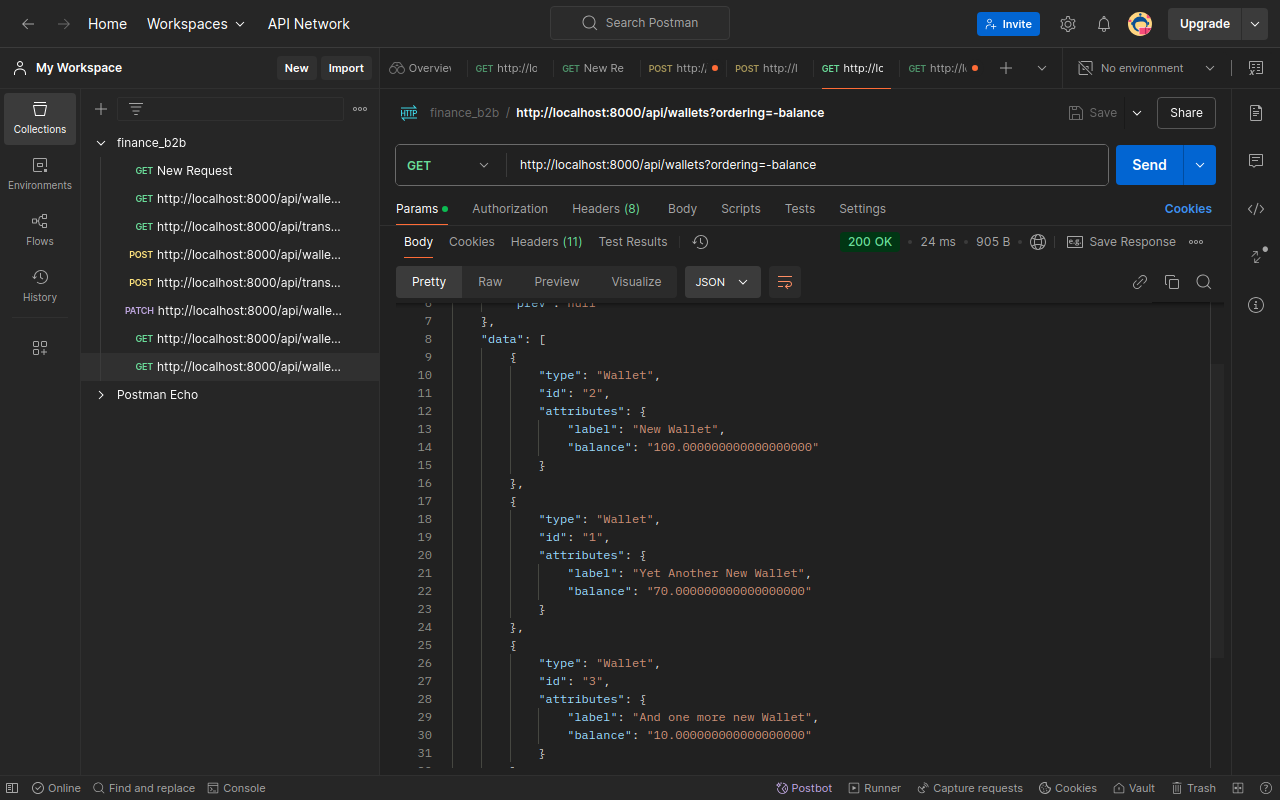 Home Workspaces API Network Search Postman Invite Upgrade
My Workspace New Import Overview GET http://lo GET New Re POST http:/ POST http://l GET http://lo GET http://l No environment
Collections
Environments
Flows
History
finance_b2b
GET New Request
GET http://localhost:8000/api/walle...
GET http://localhost:8000/api/trans...
POST http://localhost:8000/api/walle...
POST http://localhost:8000/api/trans...
PATCH http://localhost:8000/api/walle...
GET http://localhost:8000/api/walle...
GET http://localhost:8000/api/walle...
Postman Echo
HTTP finance_b2b / http://localhost:8000/api/wallets?ordering=-balance Save Share
GET http://localhost:8000/api/wallets?ordering=-balance Send
Params Authorization Headers (8) Body Scripts Tests Settings Cookies
Body Cookies Headers (11) Test Results 200 OK 24 ms 905 B e.g. Save Response
Pretty Raw Preview Visualize JSON
6 "prev": null
7 },
8 "data": [
9 {
10 "type": "Wallet",
11 "id": "2",
12 "attributes": {
13 "label": "New Wallet",
14 "balance": "100.000000000000000000"
15 }
16 },
17 {
18 "type": "Wallet",
19 "id": "1",
20 "attributes": {
21 "label": "Yet Another New Wallet",
22 "balance": "70.000000000000000000"
23 }
24 },
25 {
26 "type": "Wallet",
27 "id": "3",
28 "attributes": {
29 "label": "And one more new Wallet",
30 "balance": "10.000000000000000000"
31 }
Online Find and replace Console Postbot Runner Capture requests Cookies Vault Trash